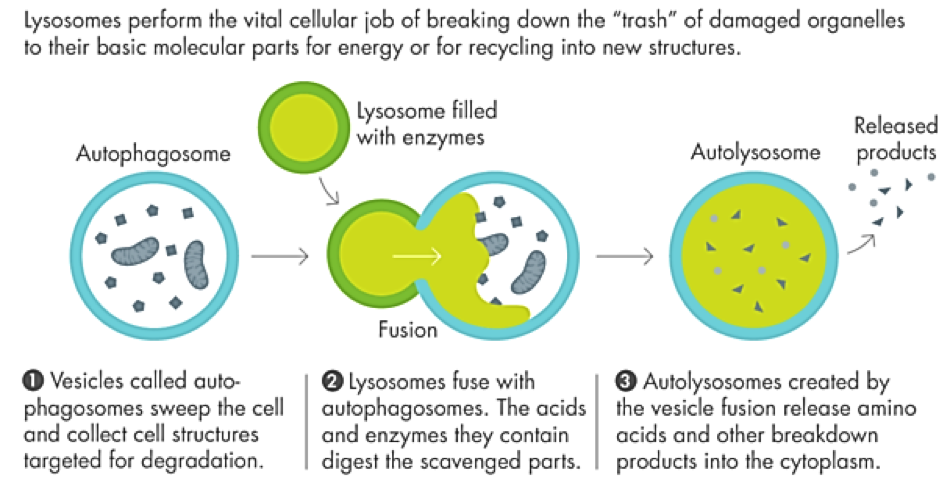 Lysosomes perform the vital cellular job of breaking down the “trash” of damaged organelles
to their basic molecular parts for energy or for recycling into new structures.
Lysosome filled
with enzymes
Autophagosome
Autolysosome
Released
products
Fusion
1 Vesicles called auto-
phagosomes sweep the cell
and collect cell structures
targeted for degradation.
2 Lysosomes fuse with
autophagosomes. The acids
and enzymes they contain
digest the scavenged parts.
3 Autolysosomes created by
the vesicle fusion release amino
acids and other breakdown
products into the cytoplasm.